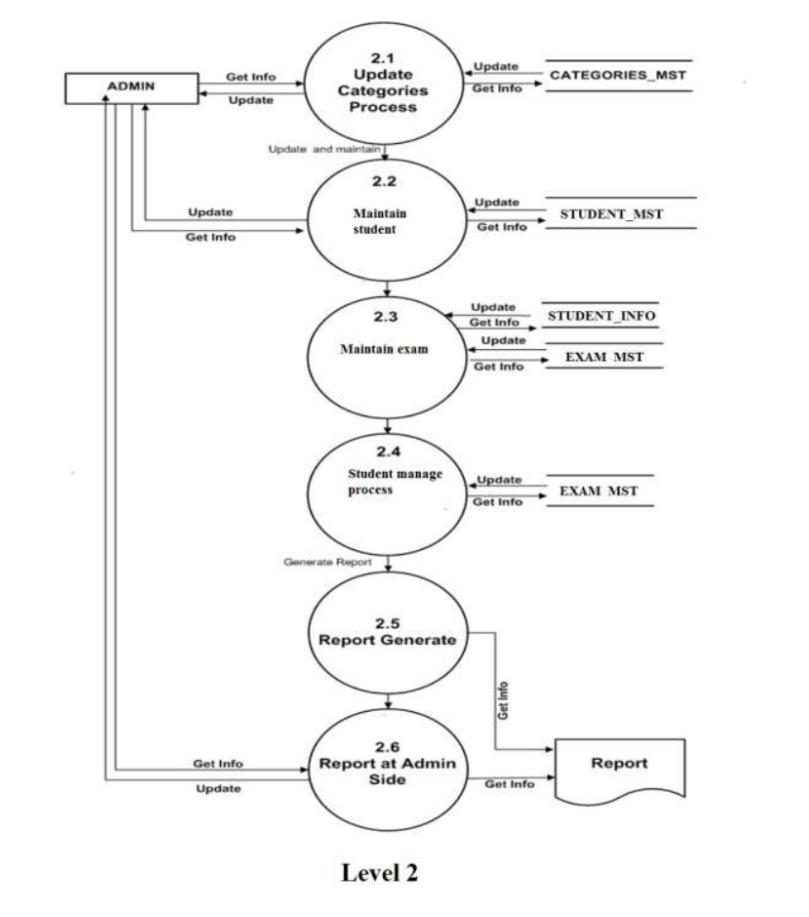 2.1
Update
Categories
Process
ADMIN
Get Info
Update
Update
Get Info
CATEGORIES_MST
Update and maintain
2.2
Maintain
student
Update
Get Info
Update
Get Info
STUDENT_MST
2.3
Maintain exam
Update
Get Info
STUDENT_INFO
Update
Get Info
EXAM MST
2.4
Student manage
process
Update
Get Info
EXAM MST
Generate Report
2.5
Report Generate
Get Info
2.6
Report at Admin
Side
Get Info
Update
Get Info
Report
Level 2